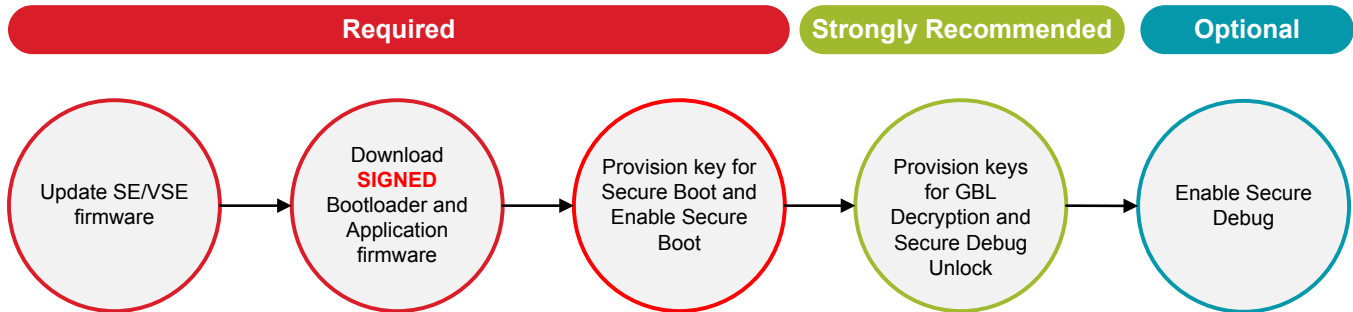 Required
Strongly Recommended
Optional
Update SE/VSE
firmware
Download
SIGNED
Bootloader and
Application
firmware
Provision key for
Secure Boot and
Enable Secure
Boot
Provision keys
for GBL
Decryption and
Secure Debug
Unlock
Enable Secure
Debug